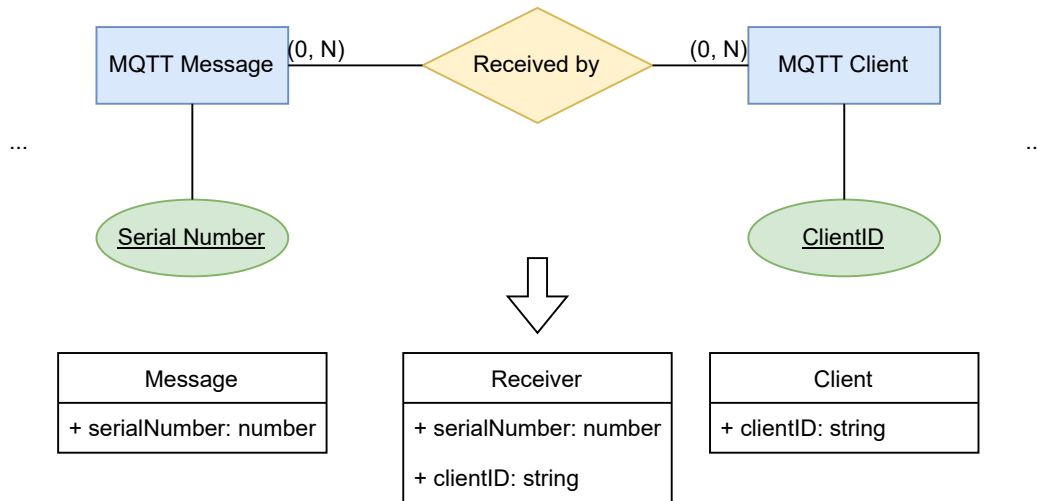 MQTT Message
(0, N)
Received by
(0, N)
MQTT Client
...
..
Serial Number
ClientID
Message
Receiver
Client
+ serialNumber: number
+ serialNumber: number
+ clientID: string
+ clientID: string